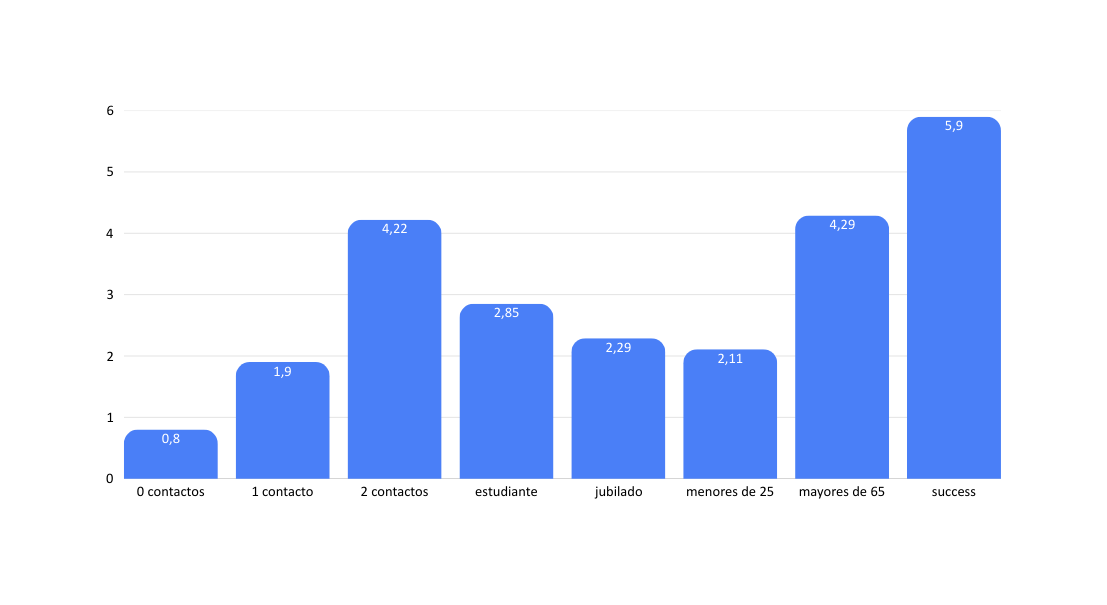 6
5
4
3
2
1
0
0,8
1,9
4,22
2,85
2,29
2,11
4,29
5,9
0 contactos
1 contacto
2 contactos
estudiante
jubilado
menores de 25
mayores de 65
success